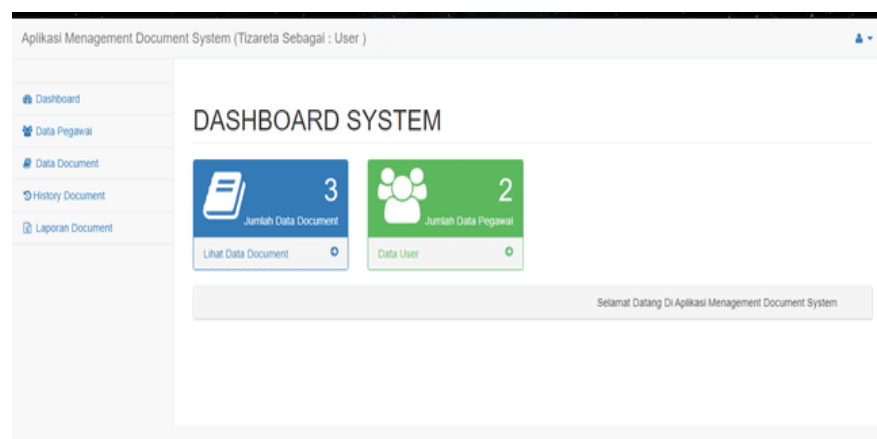 Aplikasi Menagement Document System (Tizareta Sebagai : User )
Dashboard
Data Pegawai
Data Document
History Document
Laporan Document
DASHBOARD SYSTEM
3
Jumlah Data Document
Lihat Data Document
2
Jumlah Data Pegawai
Data User
Selamat Datang Di Aplikasi Menagement Document System